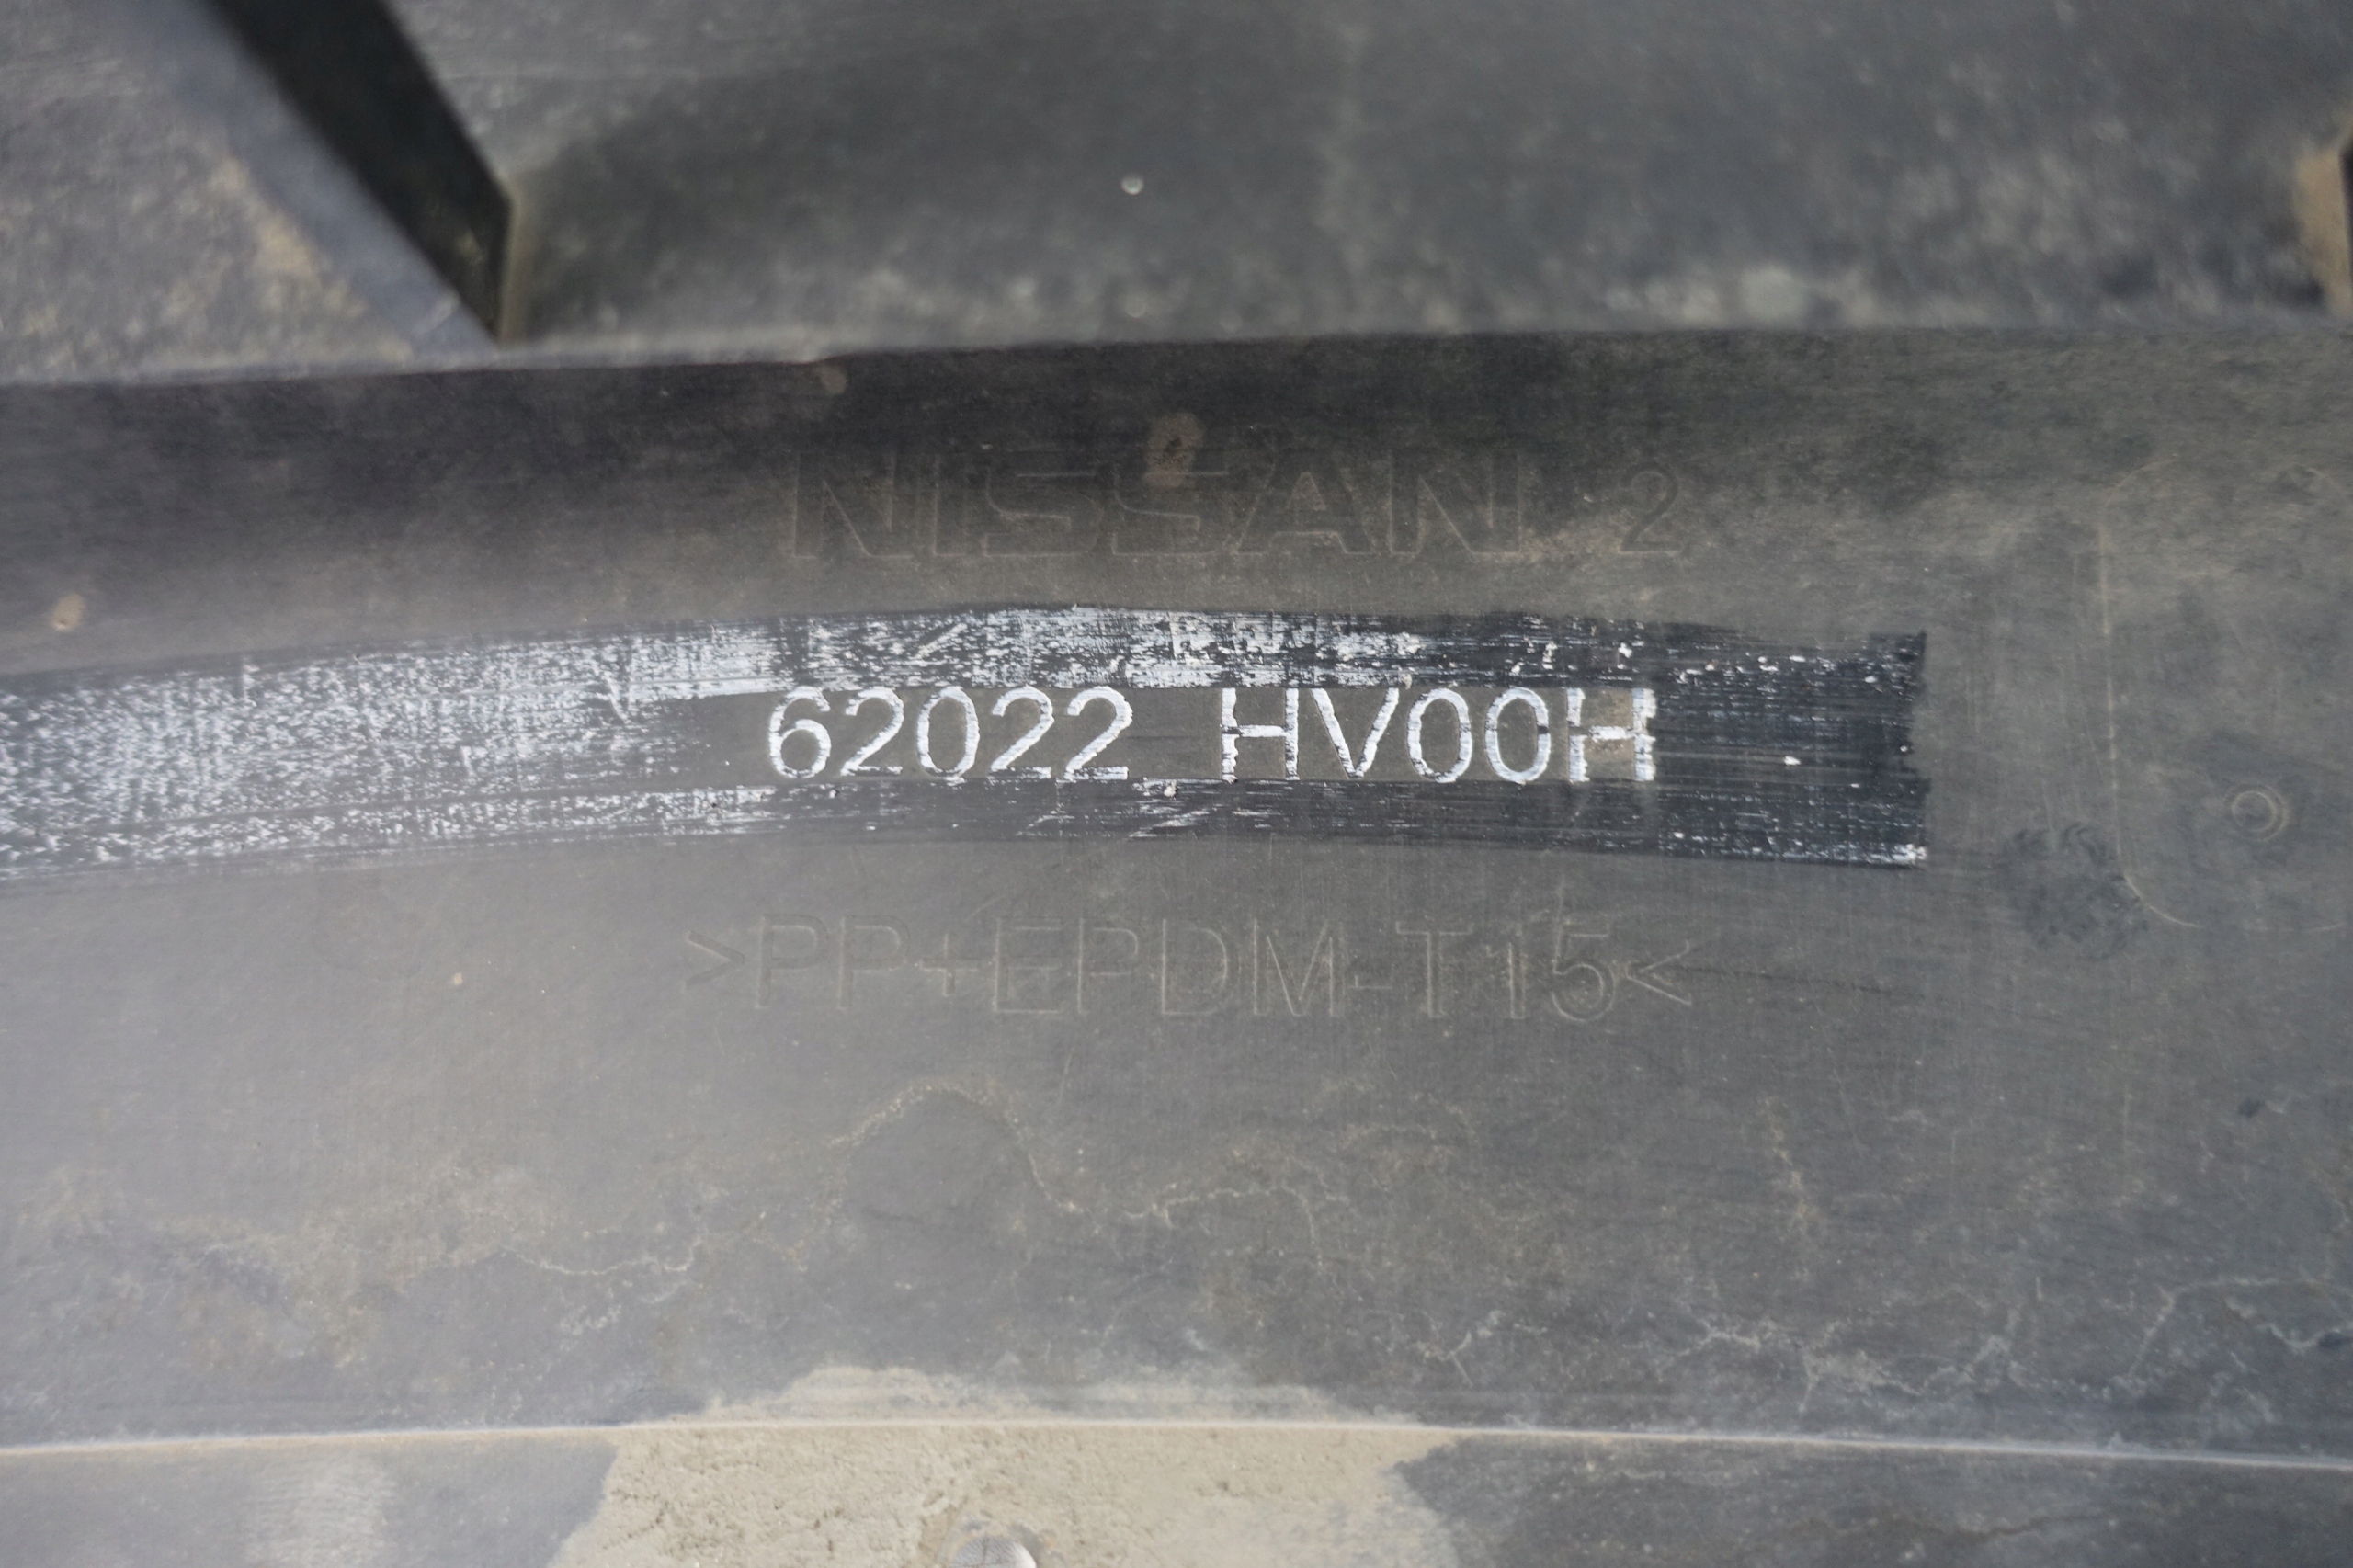 NISSAN 2
62022 HV00H
>PP+EPDM-T15<